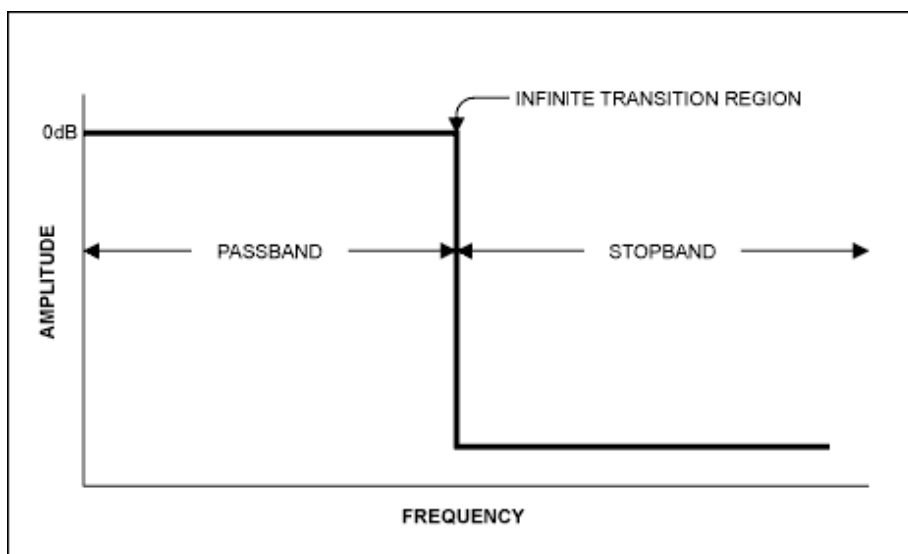 INFINITE TRANSITION REGION
0dB
PASSBAND
STOPBAND
AMPLITUDE
FREQUENCY